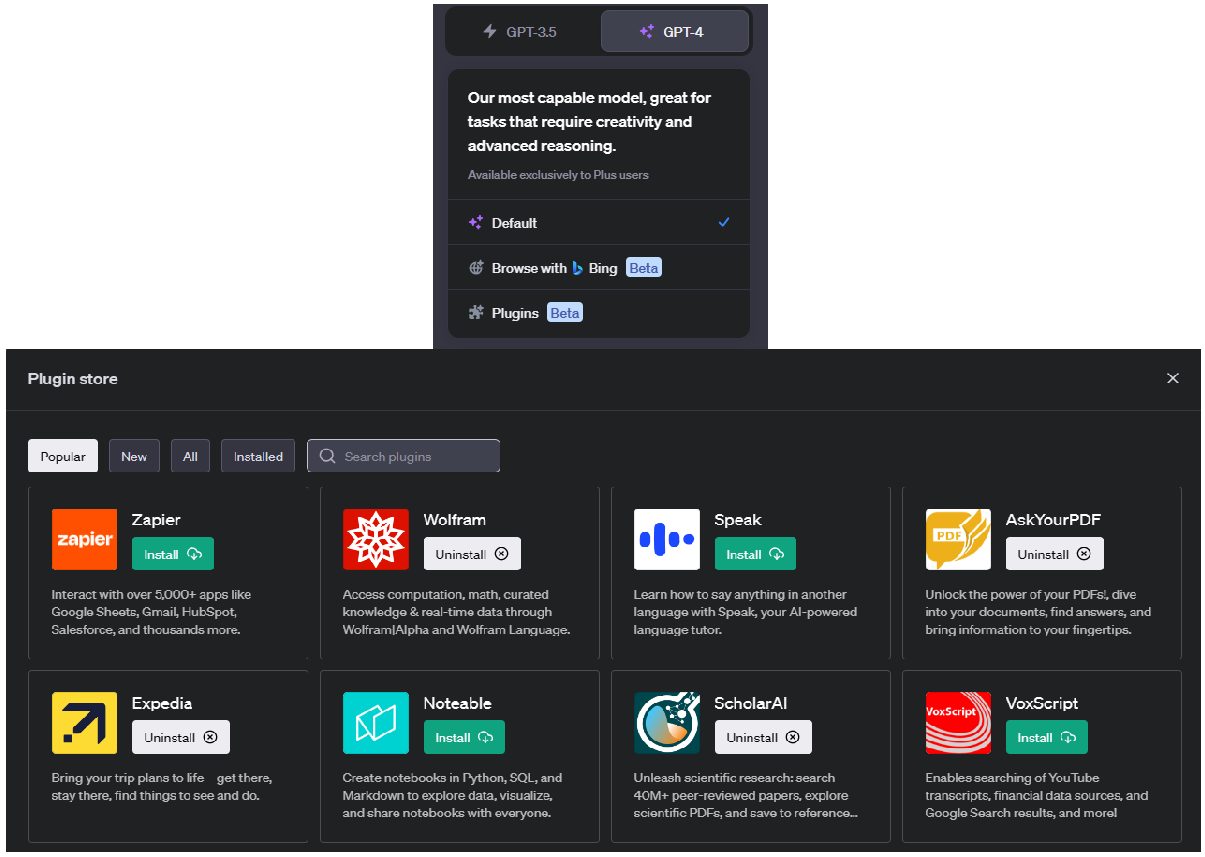 GPT-3.5
GPT-4
Our most capable model, great for
tasks that require creativity and
advanced reasoning.
Available exclusively to Plus users
Default
Browse with Bing Beta
Plugins Beta
Plugin store
Popular
New
All
Installed
Search plugins
zapier
Zapier
Install
Interact with over 5,000+ apps like
Google Sheets, Gmail, HubSpot,
Salesforce, and thousands more.
Wolfram
Uninstall
Access computation, math, curated
knowledge & real-time data through
Wolfram|Alpha and Wolfram Language.
Speak
Install
Learn how to say anything in another
language with Speak, your AI-powered
language tutor.
PDF
AskYourPDF
Uninstall
Unlock the power of your PDFs!, dive
into your documents, find answers, and
bring information to your fingertips.
Expedia
Uninstall
Bring your trip plans to life – get there,
stay there, find things to see and do.
Noteable
Install
Create notebooks in Python, SQL, and
Markdown to explore data, visualize,
and share notebooks with everyone.
ScholarAI
Uninstall
Unleash scientific research: search
40M+ peer-reviewed papers, explore
scientific PDFs, and save to reference...
VoxScript
VoxScript
Install
Enables searching of YouTube
transcripts, financial data sources, and
Google Search results, and more!